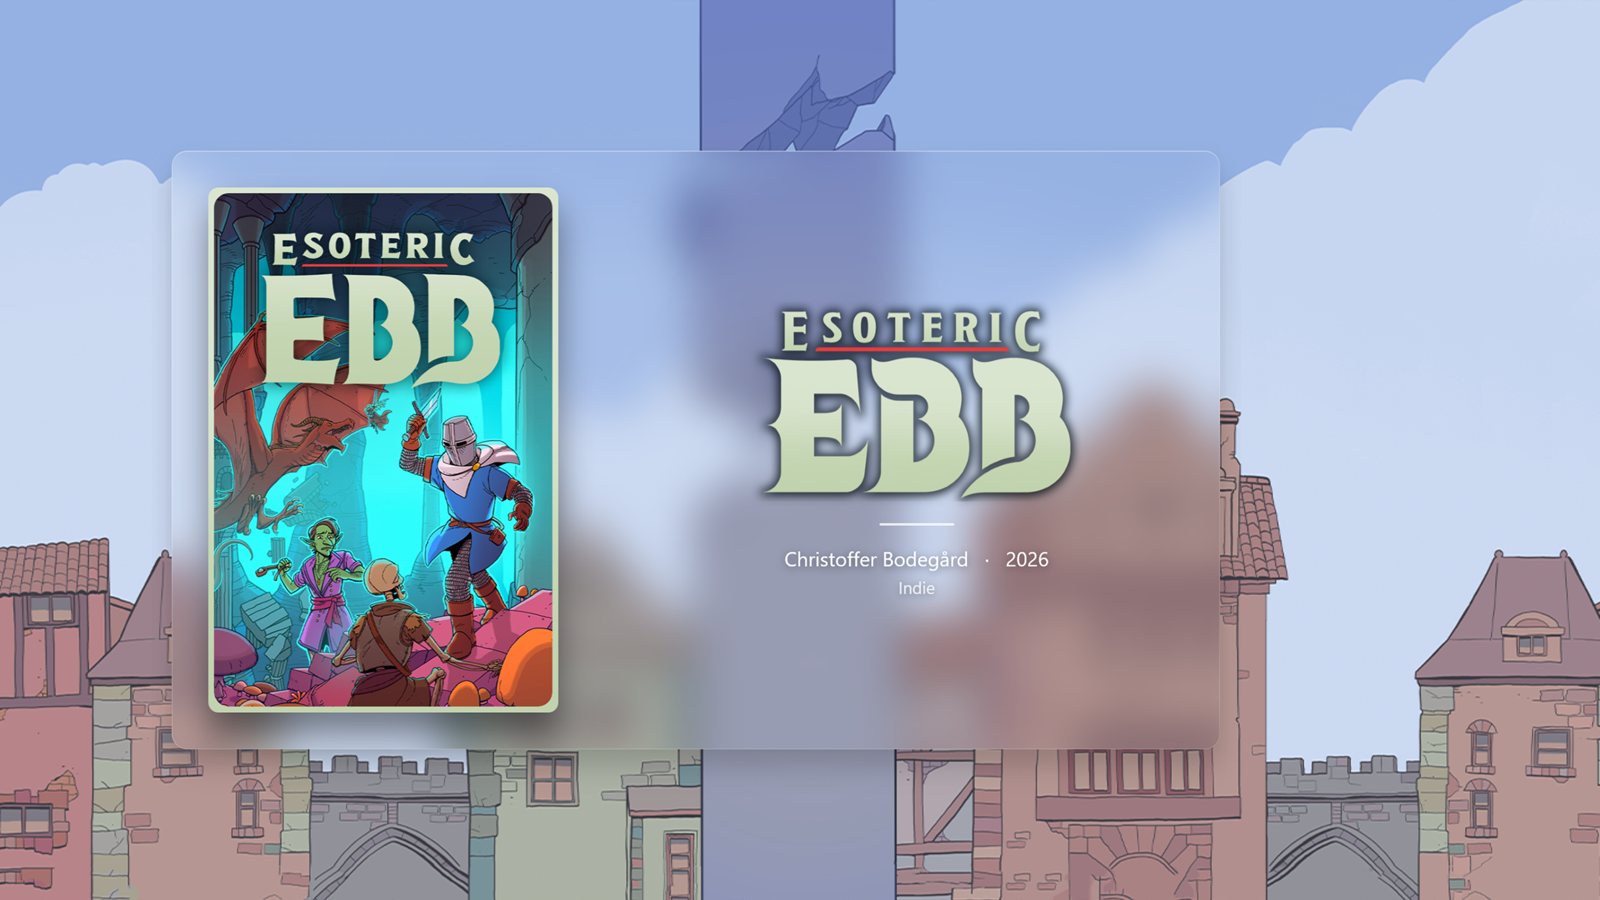 ESOTERIC
EBB
ESOTERIC
EBB
Christoffer Bodegård · 2026
Indie